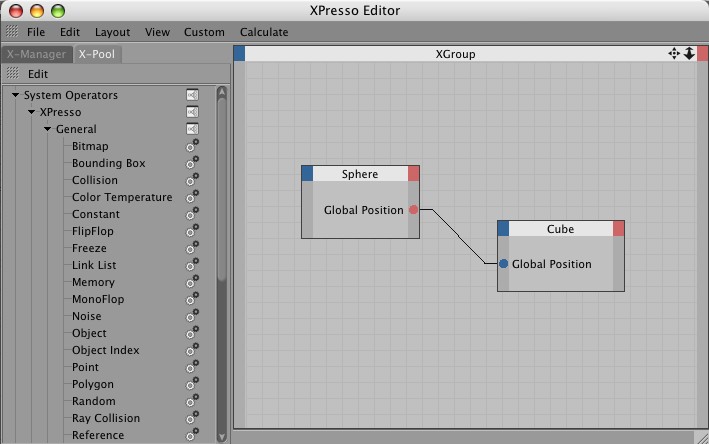 XPresso Editor
File Edit Layout View Custom Calculate
X-Manager X-Pool
Edit
System Operators
XPresso
General
Bitmap
Bounding Box
Collision
Color Temperature
Constant
FlipFlop
Freeze
Link List
Memory
MonoFlop
Noise
Object
Object Index
Point
Polygon
Random
Ray Collision
Reference
XGroup
Sphere
Global Position
Cube
Global Position